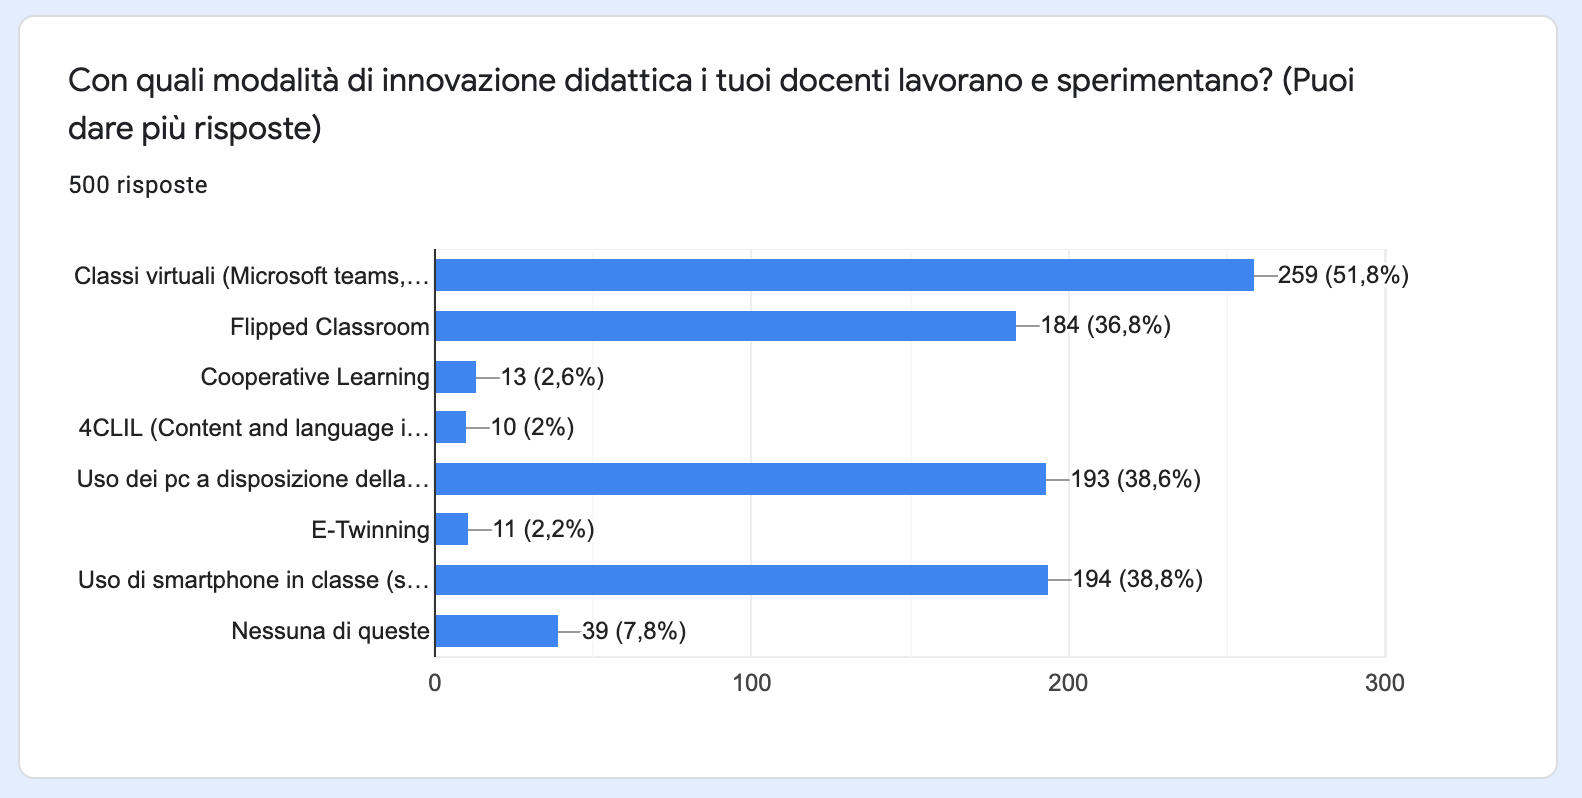 Con quali modalità di innovazione didattica i tuoi docenti lavorano e sperimentano? (Puoi
dare più risposte)
500 risposte
Classi virtuali (Microsoft teams,… 259 (51,8%)
Flipped Classroom 184 (36,8%)
Cooperative Learning 13 (2,6%)
4CLIL (Content and language i… 10 (2%)
Uso dei pc a disposizione della… 193 (38,6%)
E-Twinning 11 (2,2%)
Uso di smartphone in classe (s… 194 (38,8%)
Nessuna di queste 39 (7,8%)
0 100 200 300